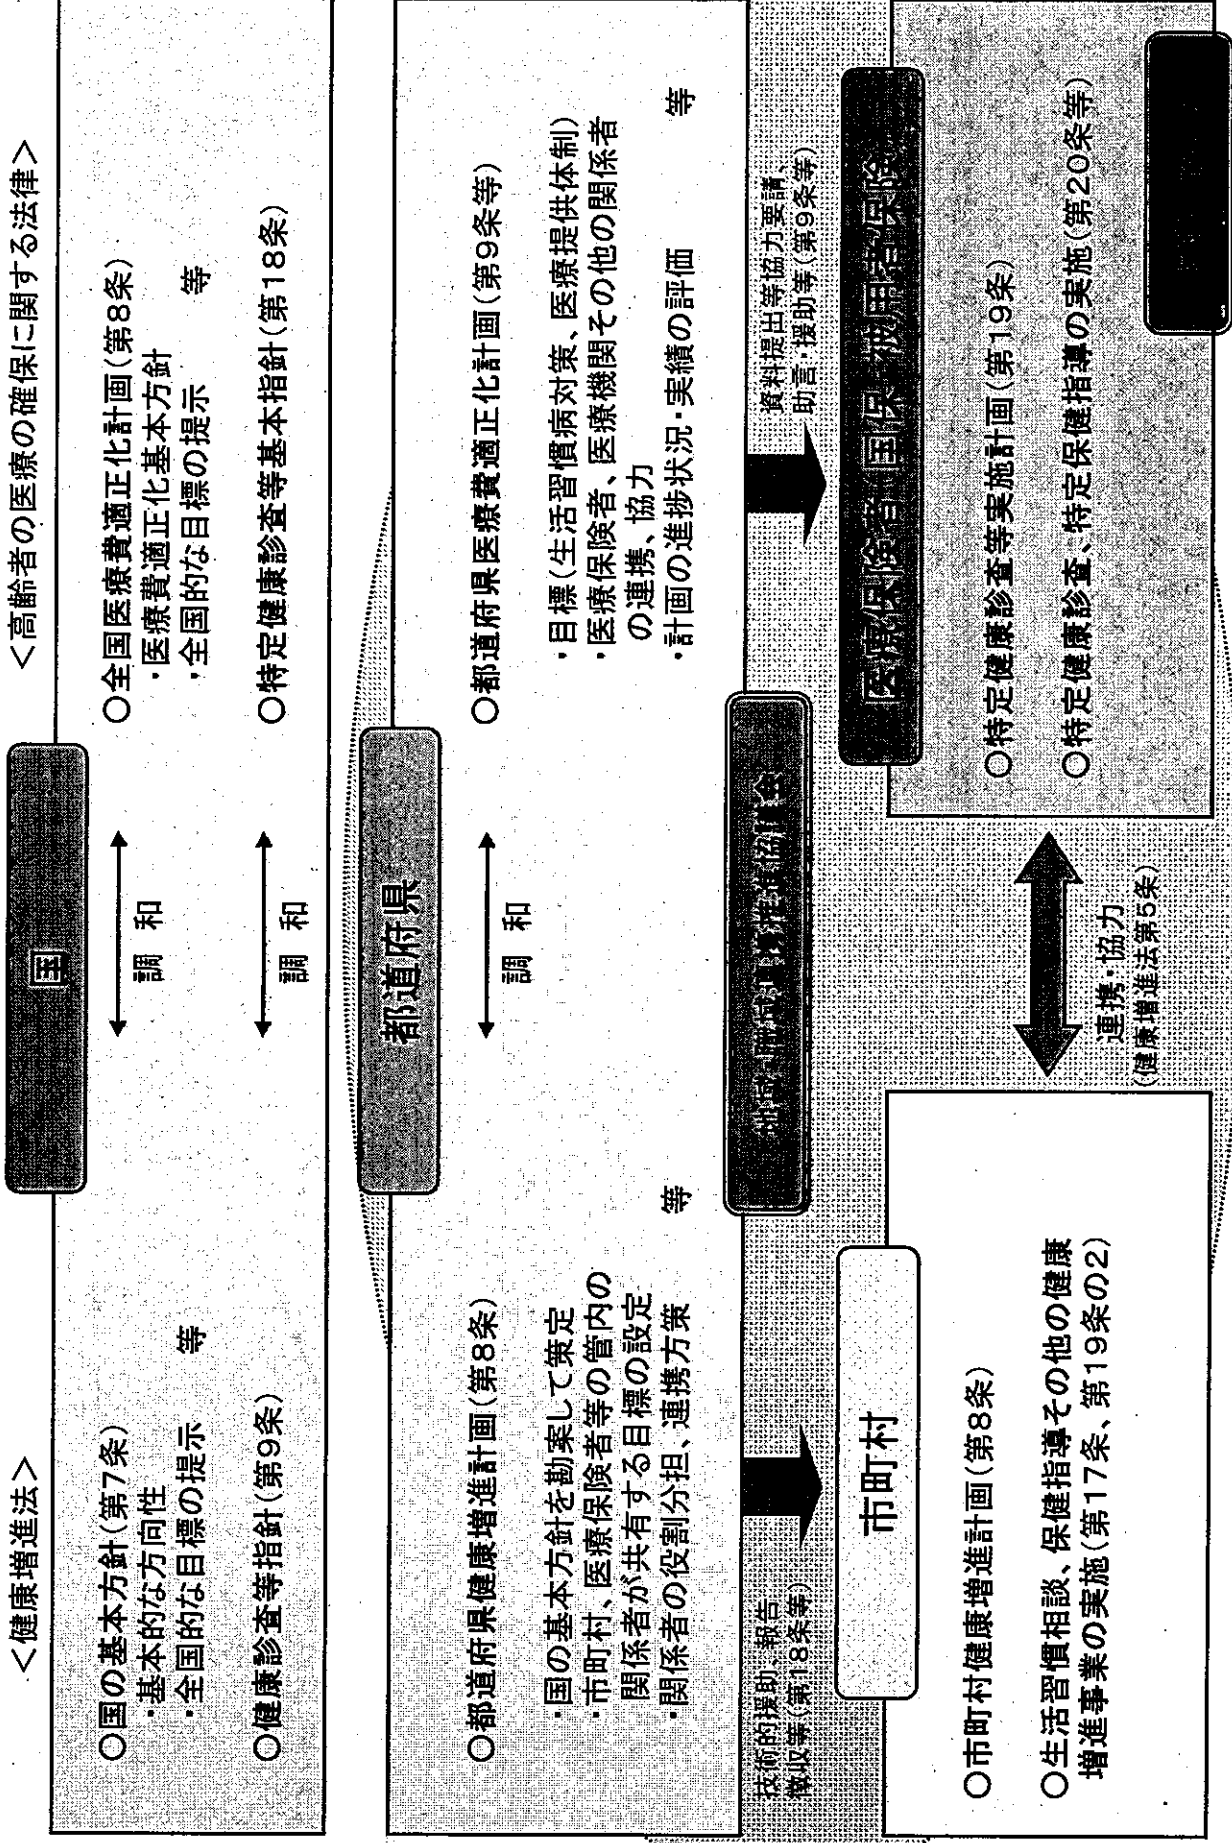 ＜健康増進法＞
＜高齢者の医療の確保に関する法律＞
国
○国の基本方針(第7条)
・基本的な方向性
・全国的な目標の提示　等
○健康診査等指針(第9条)
調 和
調 和
○全国医療費適正化計画(第8条)
・医療費適正化基本方針
・全国的な目標の提示　等
○特定健康診査等基本指針(第18条)
都道府県
○都道府県健康増進計画(第8条)
・国の基本方針を勘案して策定
・市町村、医療保険者等の管内の
関係者が共有する目標の設定
・関係者の役割分担、連携方策　等
調 和
○都道府県医療費適正化計画(第9条等)
・目標(生活習慣病対策、医療提供体制)
・医療保険者、医療機関その他の関係者
の連携、協力
・計画の進捗状況・実績の評価　等
地域・職域連携推進協議会
技術的援助、報告
徴収等(第18条等)
資料提出等協力要請、
助言・援助等(第9条等)
市町村
○市町村健康増進計画(第8条)
○生活習慣相談、保健指導その他の健康
増進事業の実施(第17条、第19条の2)
連携・協力
(健康増進法第5条)
医療保険者(国保・被用者保険)
○特定健康診査等実施計画(第19条)
○特定健康診査、特定保健指導の実施(第20条等)